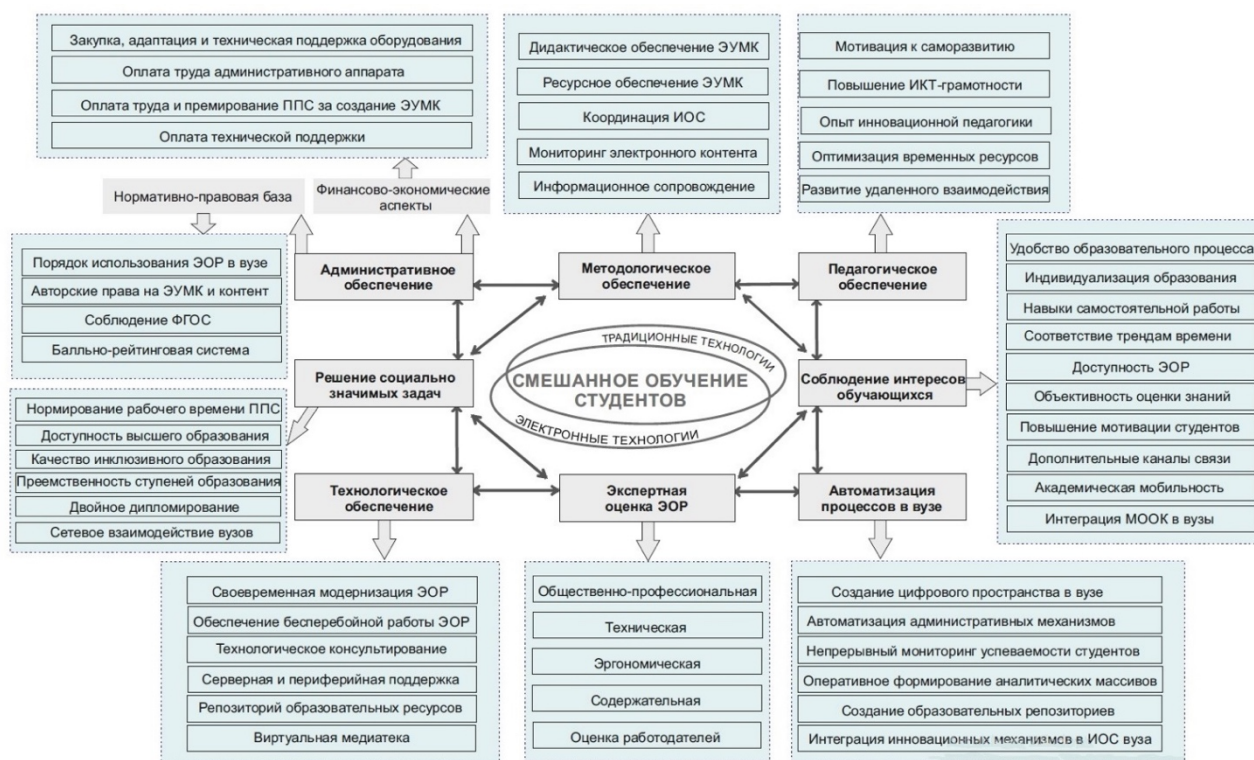 Закупка, адаптация и техническая поддержка оборудования
Оплата труда административного аппарата
Оплата труда и премирование ППС за создание ЭУМК
Оплата технической поддержки
Дидактическое обеспечение ЭУМК
Ресурсное обеспечение ЭУМК
Координация ИОС
Мониторинг электронного контента
Информационное сопровождение
Мотивация к саморазвитию
Повышение ИКТ-грамотности
Опыт инновационной педагогики
Оптимизация временных ресурсов
Развитие удаленного взаимодействия
Нормативно-правовая база
Финансово-экономические
аспекты
Порядок использования ЭОР в вузе
Авторские права на ЭУМК и контент
Соблюдение ФГОС
Балльно-рейтинговая система
Административное
обеспечение
Методологическое
обеспечение
Педагогическое
обеспечение
Удобство образовательного процесса
Индивидуализация образования
Навыки самостоятельной работы
Соответствие трендам времени
Доступность ЭОР
Объективность оценки знаний
Повышение мотивации студентов
Дополнительные каналы связи
Академическая мобильность
Интеграция МООК в вузы
Решение социально
значимых задач
ТРАДИЦИОННЫЕ ТЕХНОЛОГИИ
СМЕШАННОЕ ОБУЧЕНИЕ
СТУДЕНТОВ
ЭЛЕКТРОННЫЕ ТЕХНОЛОГИИ
Соблюдение интересов
обучающихся
Нормирование рабочего времени ППС
Доступность высшего образования
Качество инклюзивного образования
Преемственность ступеней образования
Двойное дипломирование
Сетевое взаимодействие вузов
Технологическое
обеспечение
Экспертная
оценка ЭОР
Автоматизация
процессов в вузе
Своевременная модернизация ЭОР
Обеспечение бесперебойной работы ЭОР
Технологическое консультирование
Серверная и периферийная поддержка
Репозиторий образовательных ресурсов
Виртуальная медиатека
Общественно-профессиональная
Техническая
Эргономическая
Содержательная
Оценка работодателей
Создание цифрового пространства в вузе
Автоматизация административных механизмов
Непрерывный мониторинг успеваемости студентов
Оперативное формирование аналитических массивов
Создание образовательных репозиториев
Интеграция инновационных механизмов в ИОС вуза